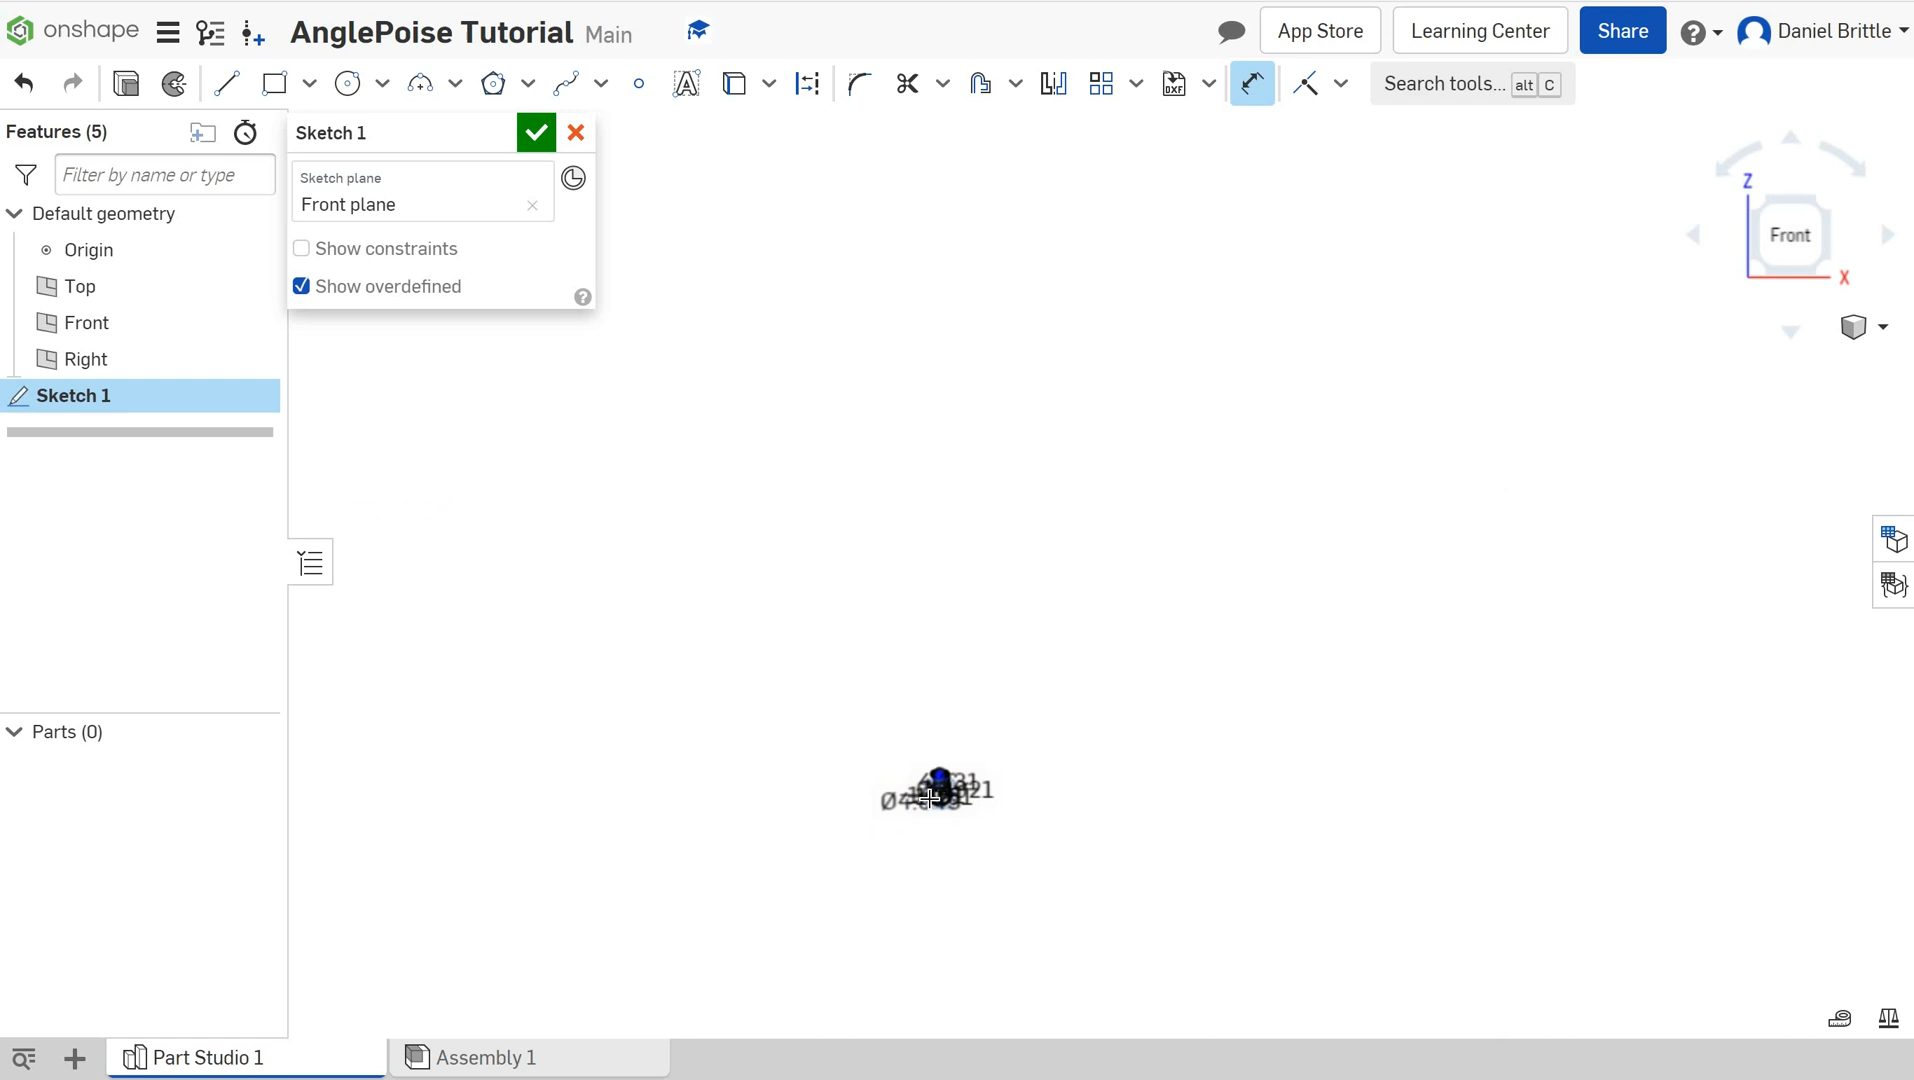 onshape AnglePoise Tutorial Main App Store Learning Center Share Daniel Brittle
Search tools... alt C
Features (5)
Filter by name or type
Default geometry
Origin
Top
Front
Right
Sketch 1
Parts (0)
Sketch 1
Sketch plane
Front plane
Show constraints
Show overdefined
Z
Front
X
Part Studio 1
Assembly 1